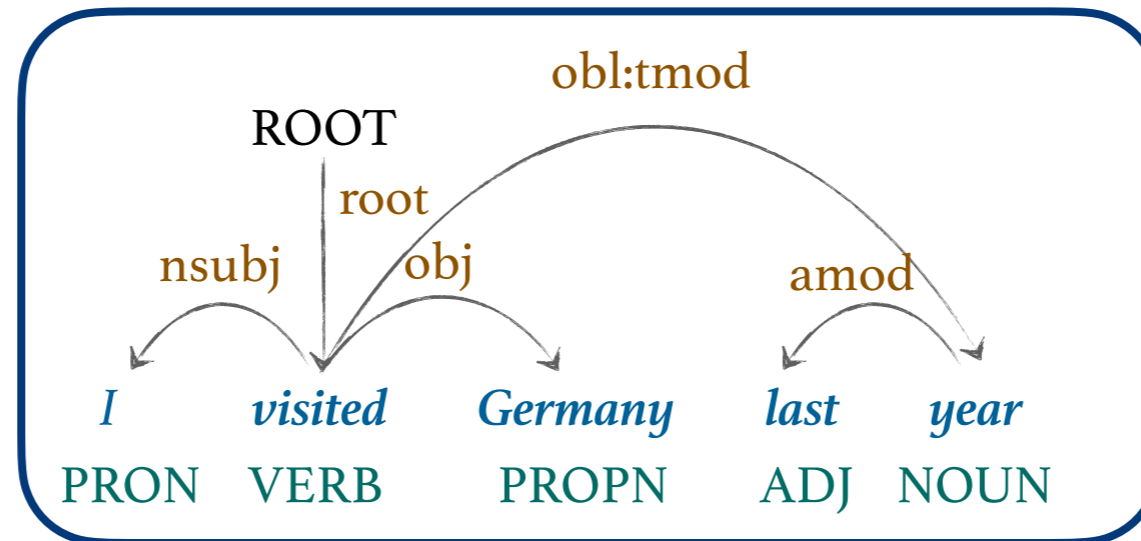 obl:tmod
ROOT
root
nsubj obj amod
I visited Germany last year
PRON VERB PROPN ADJ NOUN